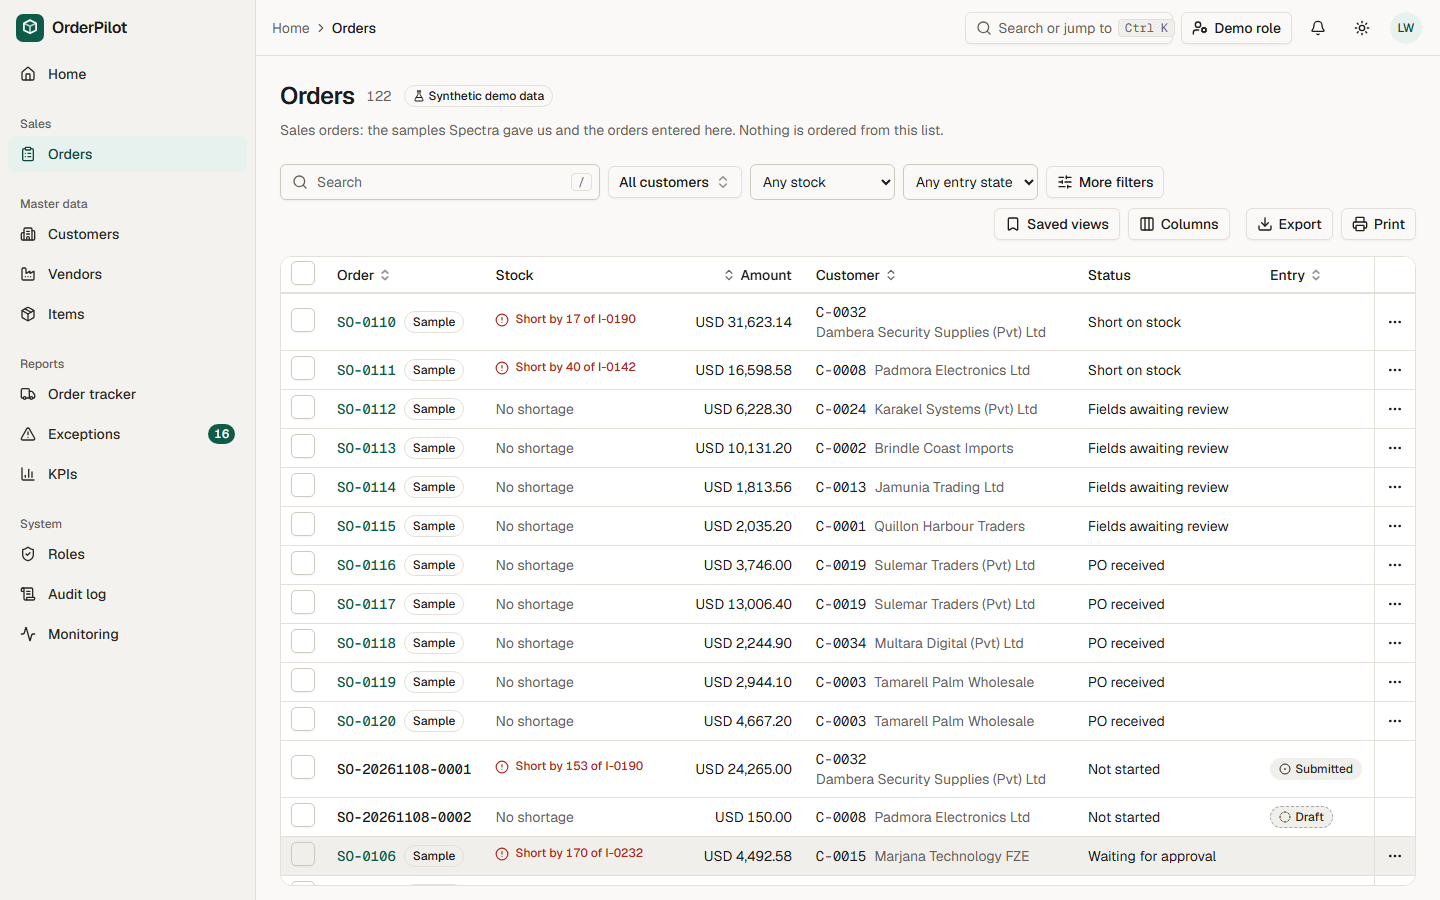 OrderPilot
Home
Sales
Orders
Master data
Customers
Vendors
Items
Reports
Order tracker
Exceptions 16
KPIs
System
Roles
Audit log
Monitoring
Home > Orders
Search or jump to Ctrl K
Demo role
LW
Orders 122 Synthetic demo data
Sales orders: the samples Spectra gave us and the orders entered here. Nothing is ordered from this list.
Search /
All customers
Any stock
Any entry state
More filters
Saved views
Columns
Export
Print
Order Stock Amount Customer Status Entry
SO-0110 Sample Short by 17 of I-0190 USD 31,623.14 C-0032 Dambera Security Supplies (Pvt) Ltd Short on stock ···
SO-0111 Sample Short by 40 of I-0142 USD 16,598.58 C-0008 Padmora Electronics Ltd Short on stock ···
SO-0112 Sample No shortage USD 6,228.30 C-0024 Karakel Systems (Pvt) Ltd Fields awaiting review ···
SO-0113 Sample No shortage USD 10,131.20 C-0002 Brindle Coast Imports Fields awaiting review ···
SO-0114 Sample No shortage USD 1,813.56 C-0013 Jamunia Trading Ltd Fields awaiting review ···
SO-0115 Sample No shortage USD 2,035.20 C-0001 Quillon Harbour Traders Fields awaiting review ···
SO-0116 Sample No shortage USD 3,746.00 C-0019 Sulemar Traders (Pvt) Ltd PO received ···
SO-0117 Sample No shortage USD 13,006.40 C-0019 Sulemar Traders (Pvt) Ltd PO received ···
SO-0118 Sample No shortage USD 2,244.90 C-0034 Multara Digital (Pvt) Ltd PO received ···
SO-0119 Sample No shortage USD 2,944.10 C-0003 Tamarell Palm Wholesale PO received ···
SO-0120 Sample No shortage USD 4,667.20 C-0003 Tamarell Palm Wholesale PO received ···
SO-20261108-0001 Short by 153 of I-0190 USD 24,265.00 C-0032 Dambera Security Supplies (Pvt) Ltd Not started Submitted
SO-20261108-0002 No shortage USD 150.00 C-0008 Padmora Electronics Ltd Not started Draft
SO-0106 Sample Short by 170 of I-0232 USD 4,492.58 C-0015 Marjana Technology FZE Waiting for approval ···